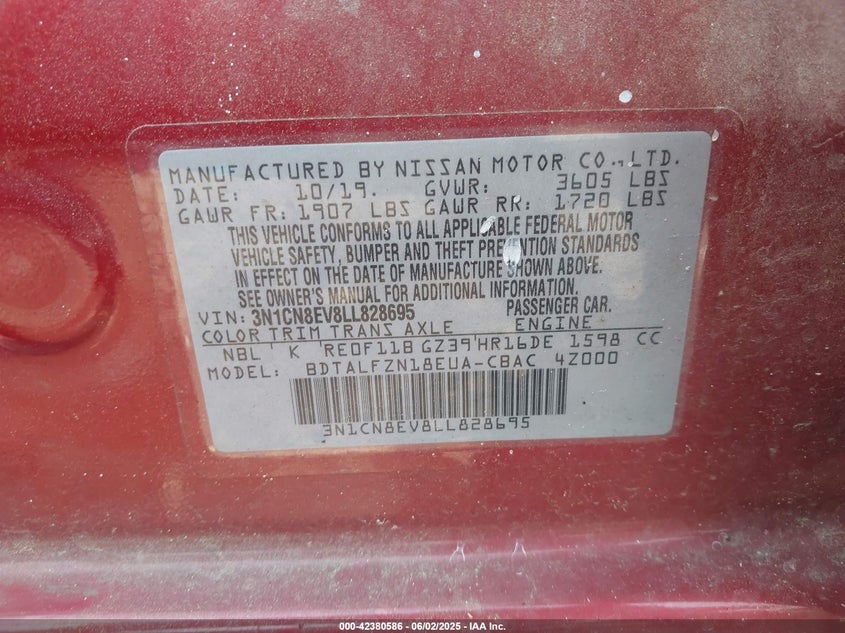 MANUFACTURED BY NISSAN MOTOR CO.,LTD.
DATE: 10/19. GVWR: 3605 LBS
GAWR FR: 1907 LBS GAWR RR: 1720 LBS
THIS VEHICLE CONFORMS TO ALL APPLICABLE FEDERAL MOTOR
VEHICLE SAFETY, BUMPER AND THEFT PREVENTION STANDARDS
IN EFFECT ON THE DATE OF MANUFACTURE SHOWN ABOVE.
SEE OWNER'S MANUAL FOR ADDITIONAL INFORMATION.
VIN: 3N1CN8EV8LL828695 PASSENGER CAR.
COLOR TRIM TRANS AXLE ENGINE
NBL K RE0F11B GZ39 HR16DE 1598 CC
MODEL: BDTALFZN18EUA-CBAC 4Z000
3N1CN8EV8LL828695
000-42380586 - 06/02/2025 - IAA Inc.